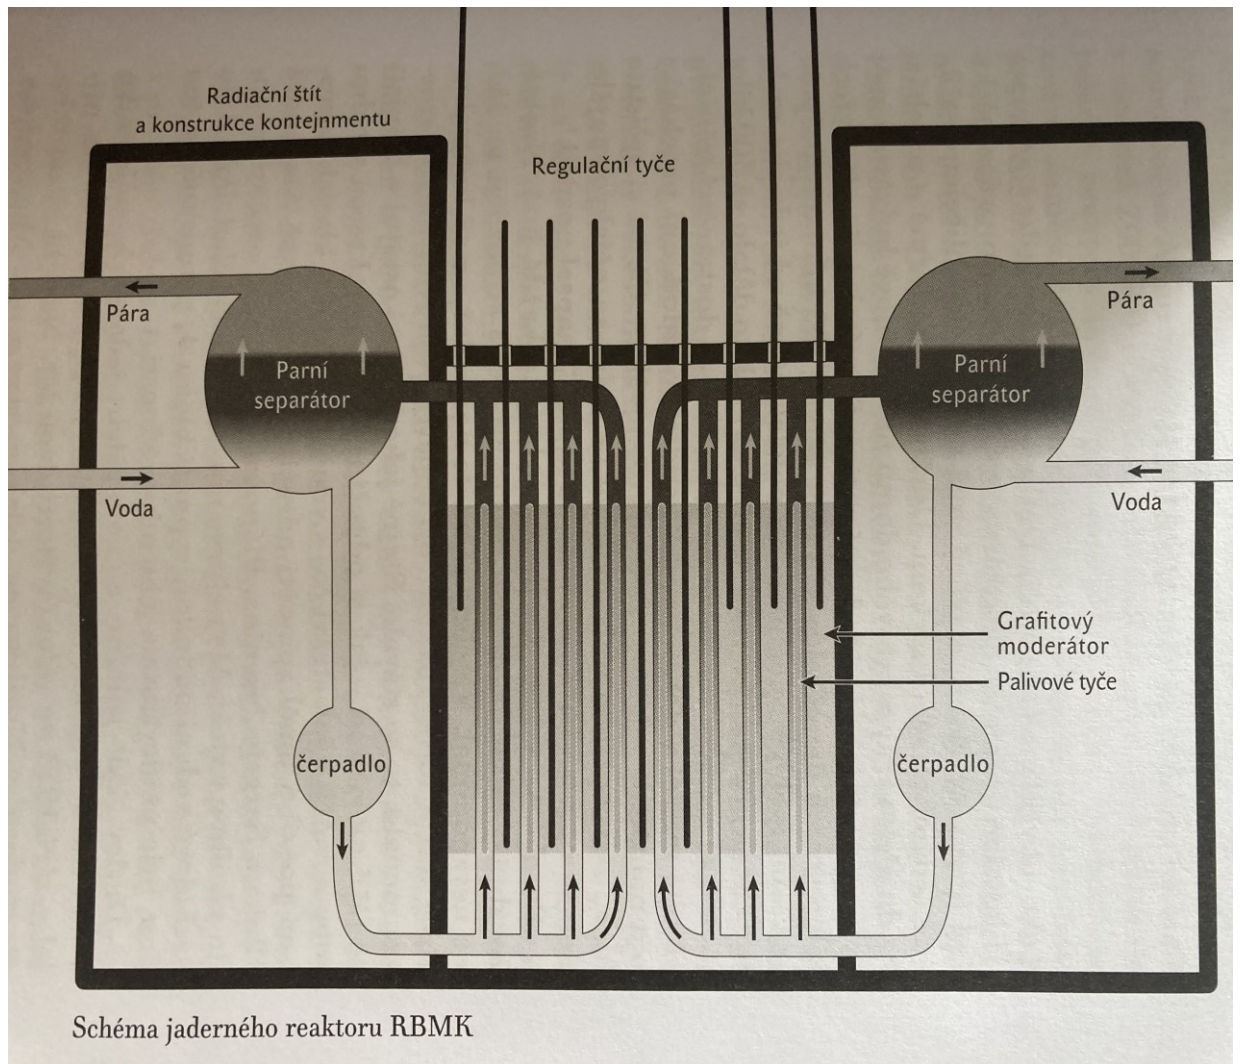 Radiační štít
a konstrukce kontejnmentu
Regulační tyče
Pára
Pára
Parní
separátor
Parní
separátor
Voda
Voda
Grafitový
moderátor
Palivové tyče
čerpadlo
čerpadlo
Schéma jaderného reaktoru RBMK